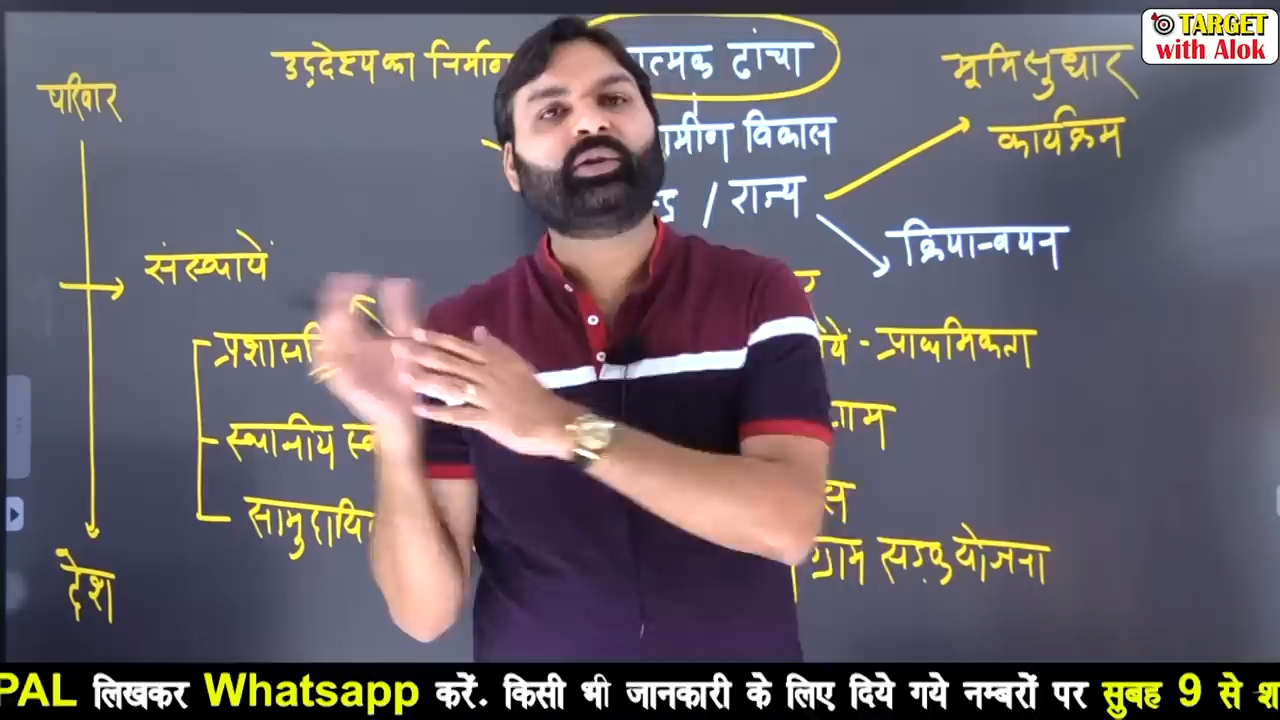 TARGET
with Alok
उद्देश्य का निर्माण
त्मक ढांचा
भूमि सुधार
कार्यक्रम
परिवार
मीण विकास
/ राज्य
क्रियान्वयन
संस्थायें
प्रशासनि
यें - प्राथमिकता
स्थानीय स्व
ग्राम
सामुदायि
देश
ग्राम सड़क योजना
PAL लिखकर Whatsapp करें. किसी भी जानकारी के लिए दिये गये नम्बरों पर सुबह 9 से